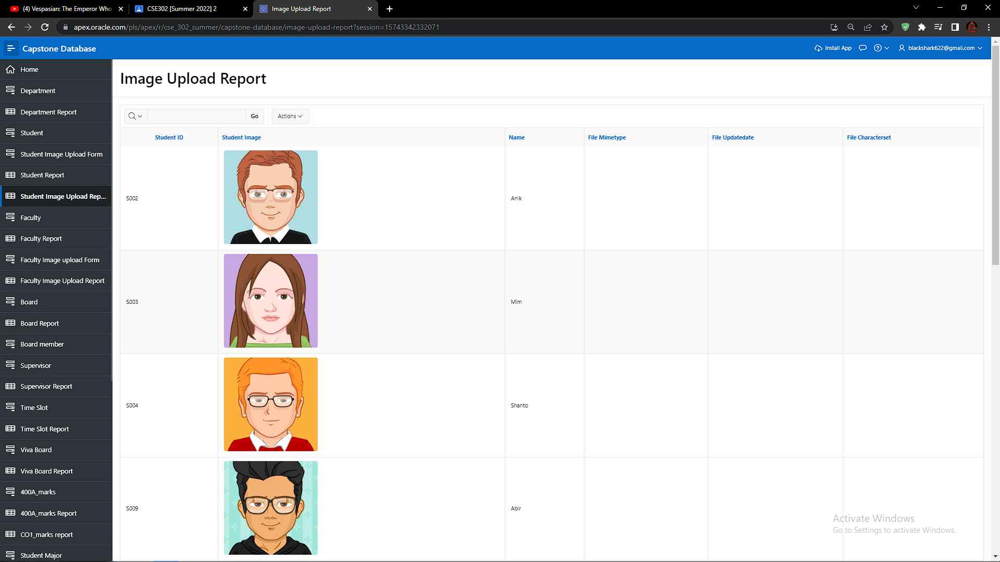 (4) Vespasian: The Emperor Who
CSE302 [Summer 2022] 2
Image Upload Report
apex.oracle.com/pls/apex/r/cse_302_summer/capstone-database/image-upload-report?session=15743342332071
Capstone Database
Install App
blackshark622@gmail.com
Home
Department
Department Report
Student
Student Image Upload Form
Student Report
Student Image Upload Rep...
Faculty
Faculty Report
Faculty Image upload Form
Faculty Image Upload Report
Board
Board Report
Board member
Supervisor
Supervisor Report
Time Slot
Time Slot Report
Viva Board
Viva Board Report
400A_marks
400A_marks Report
CO1_marks report
Student Major
Image Upload Report
Go
Actions
Student ID Student Image Name File Mimetype File Updatedate File Characterset
S002 Anik
S003 Mim
S004 Shanto
S009 Abir
Activate Windows
Go to Settings to activate Windows.